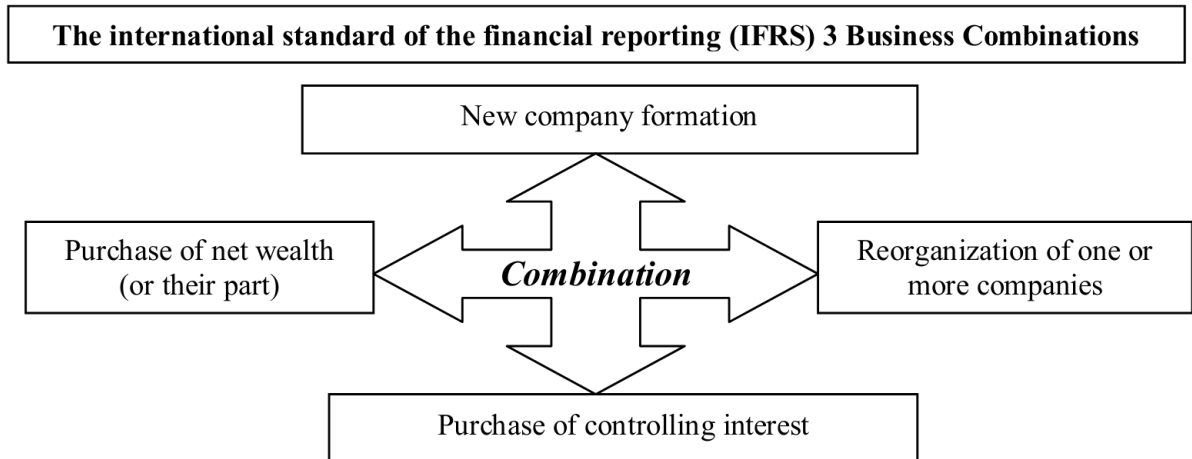 The international standard of the financial reporting (IFRS) 3 Business Combinations
New company formation
Purchase of net wealth
(or their part)
Combination
Reorganization of one or
more companies
Purchase of controlling interest